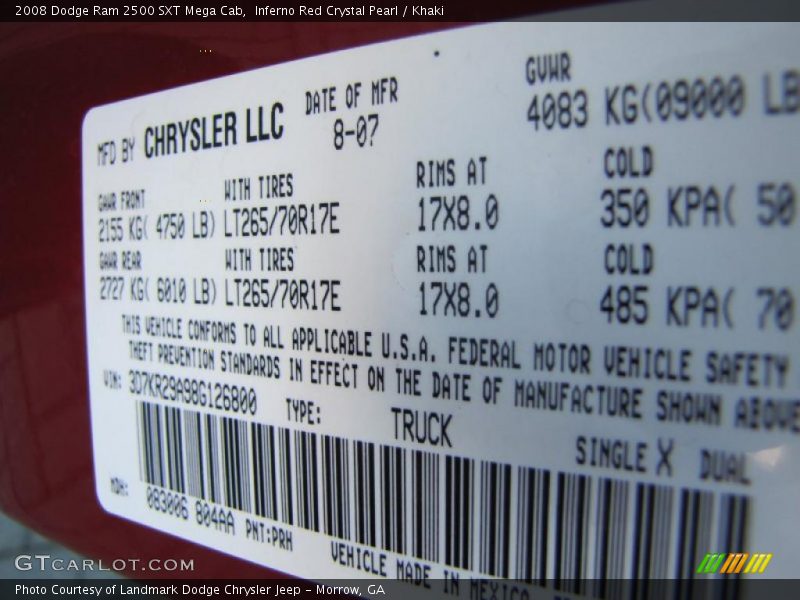 2008 Dodge Ram 2500 SXT Mega Cab,  Inferno Red Crystal Pearl / Khaki
MFD BY CHRYSLER LLC DATE OF MFR GVWR
8-07 4083 KG(09000 LB
GAWR FRONT WITH TIRES RIMS AT COLD
2155 KG( 4750 LB) LT265/70R17E 17X8.0 350 KPA( 50
GAWR REAR WITH TIRES RIMS AT COLD
2727 KG( 6010 LB) LT265/70R17E 17X8.0 485 KPA( 70
THIS VEHICLE CONFORMS TO ALL APPLICABLE U.S.A. FEDERAL MOTOR VEHICLE SAFETY
THEFT PREVENTION STANDARDS IN EFFECT ON THE DATE OF MANUFACTURE SHOWN ABOVE
VIN: 3D7KR29A98G126800 TYPE: TRUCK SINGLE X DUAL
MDH: 083006 804AA PNT:PRH
VEHICLE MADE IN MEXICO
GTCARLOT.COM
Photo Courtesy of Landmark Dodge Chrysler Jeep - Morrow, GA